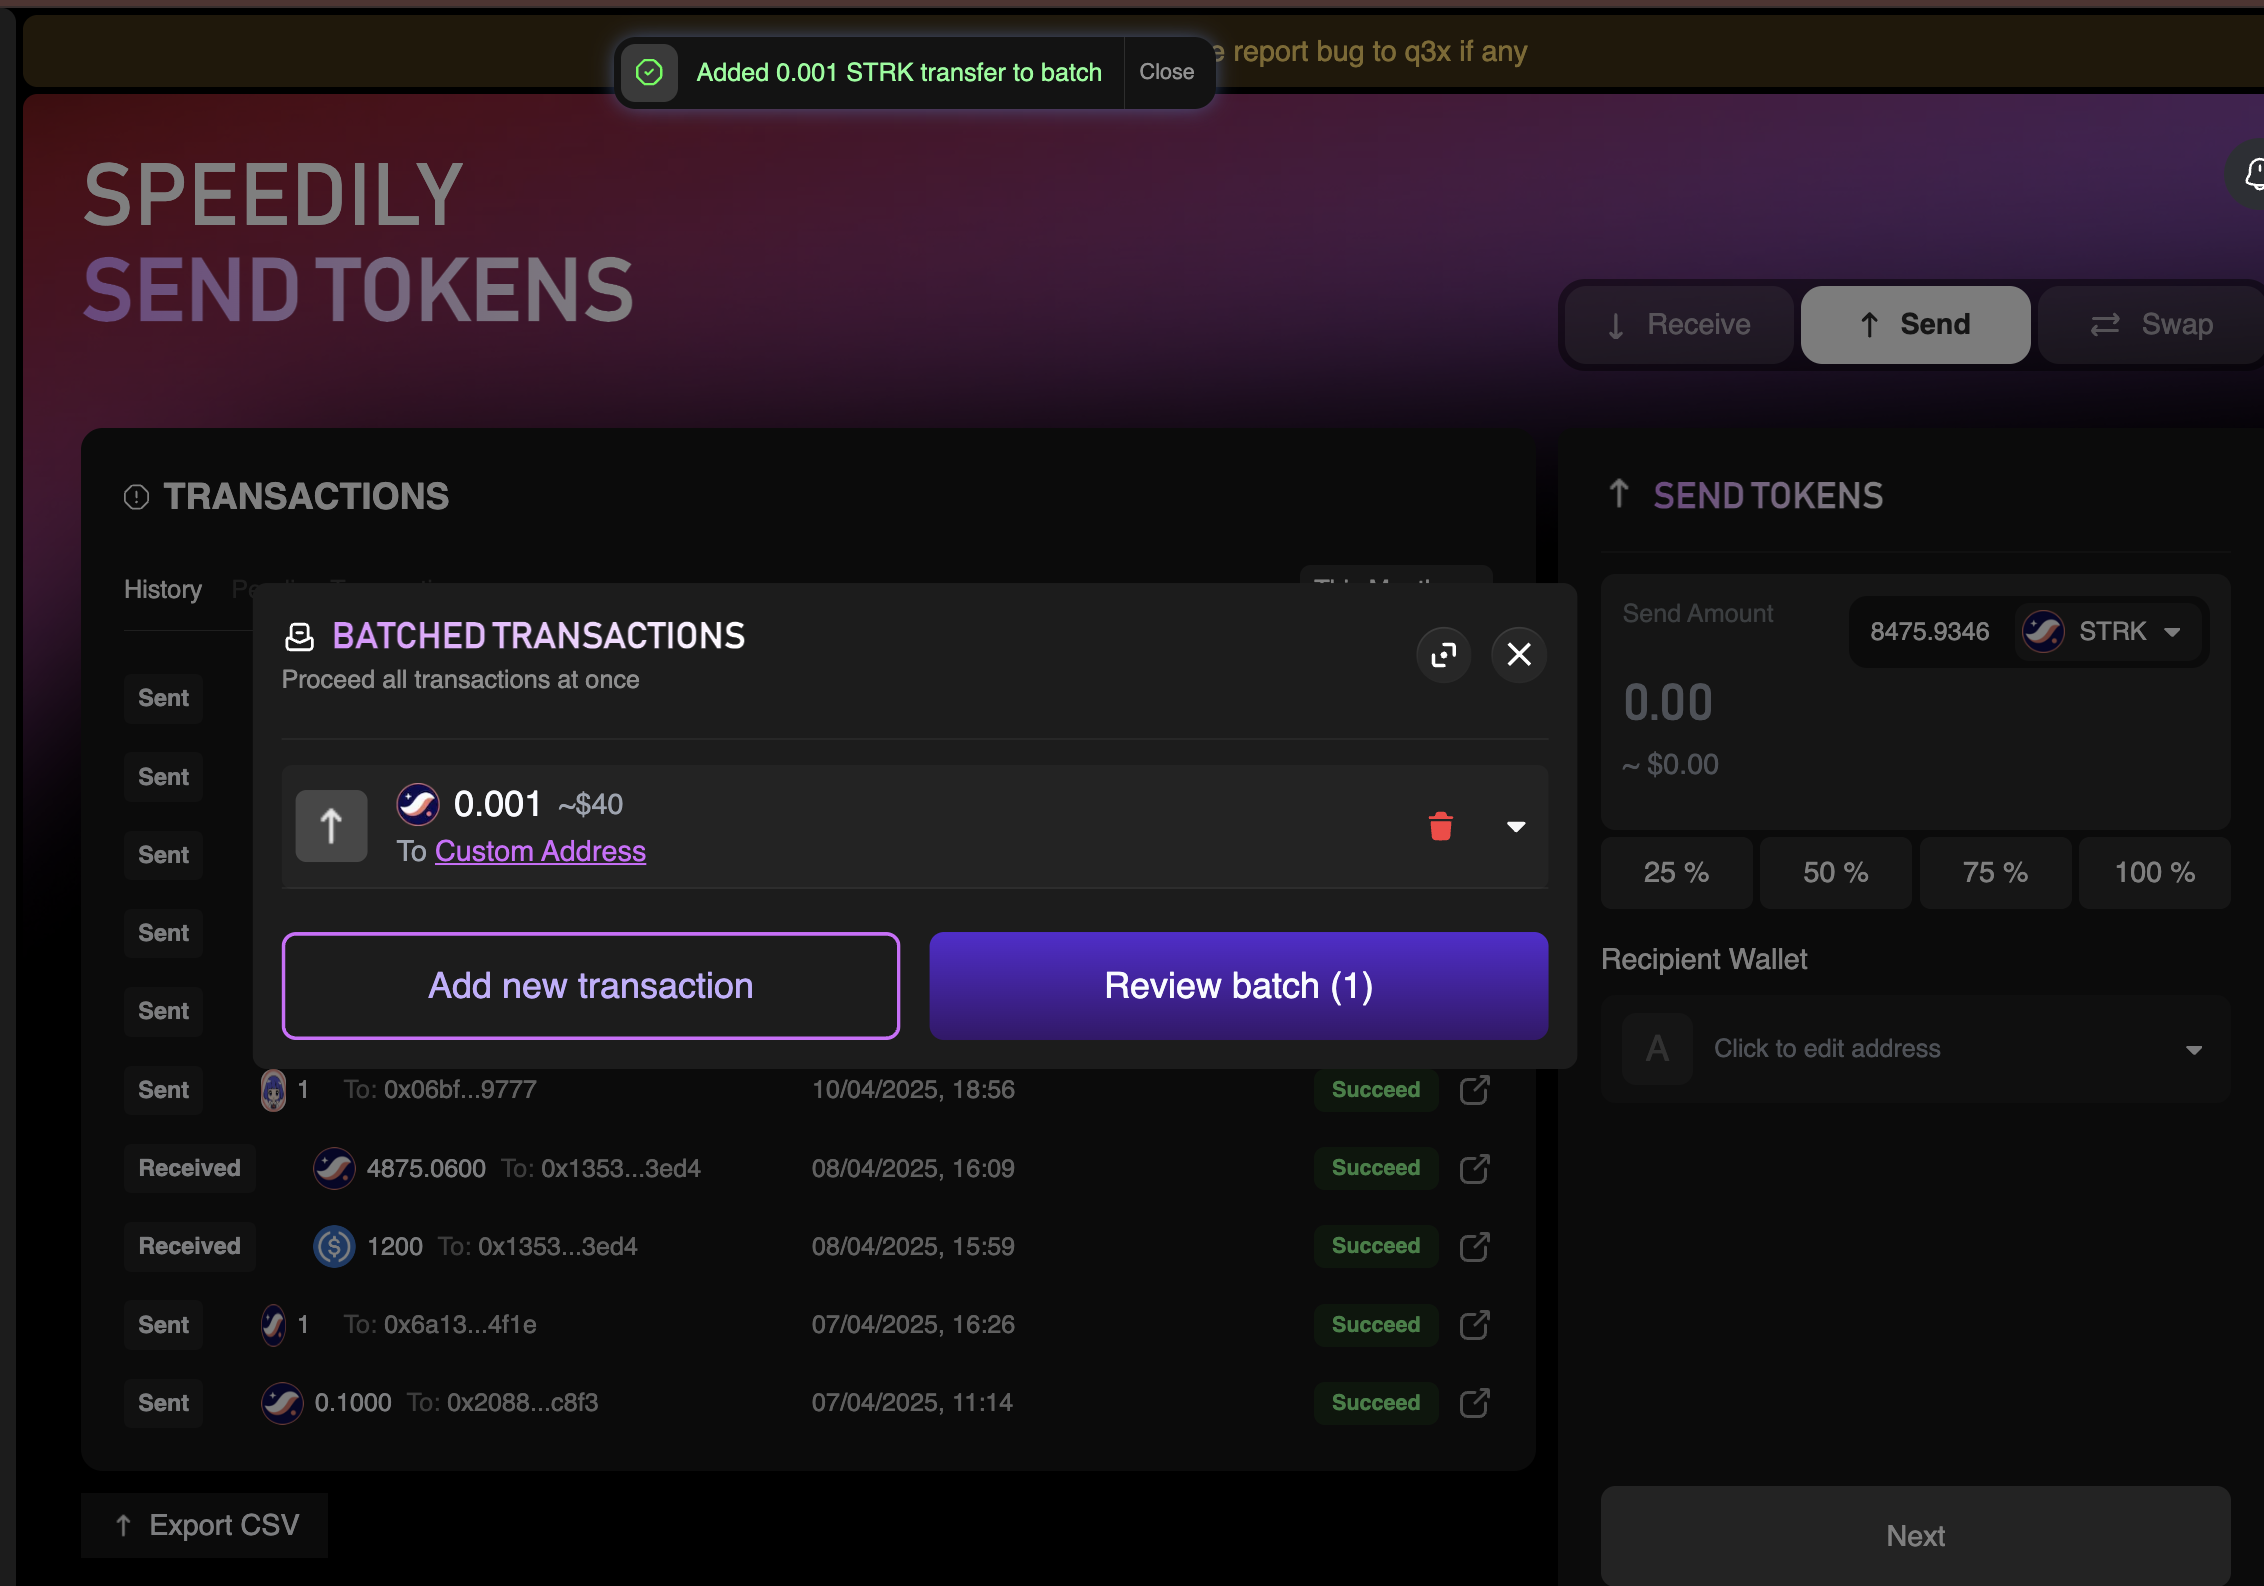 report bug to q3x if any
Added 0.001 STRK transfer to batch
Close
SPEEDILY
SEND TOKENS
Receive
Send
Swap
TRANSACTIONS
History
SEND TOKENS
Send Amount
8475.9346
STRK
0.00
~ $0.00
25 %
50 %
75 %
100 %
Recipient Wallet
A
Click to edit address
Next
BATCHED TRANSACTIONS
Proceed all transactions at once
0.001 ~$40
To Custom Address
Add new transaction
Review batch (1)
Sent
Sent
Sent
Sent
Sent
Sent 1 To: 0x06bf...9777 10/04/2025, 18:56 Succeed
Received 4875.0600 To: 0x1353...3ed4 08/04/2025, 16:09 Succeed
Received 1200 To: 0x1353...3ed4 08/04/2025, 15:59 Succeed
Sent 1 To: 0x6a13...4f1e 07/04/2025, 16:26 Succeed
Sent 0.1000 To: 0x2088...c8f3 07/04/2025, 11:14 Succeed
Export CSV